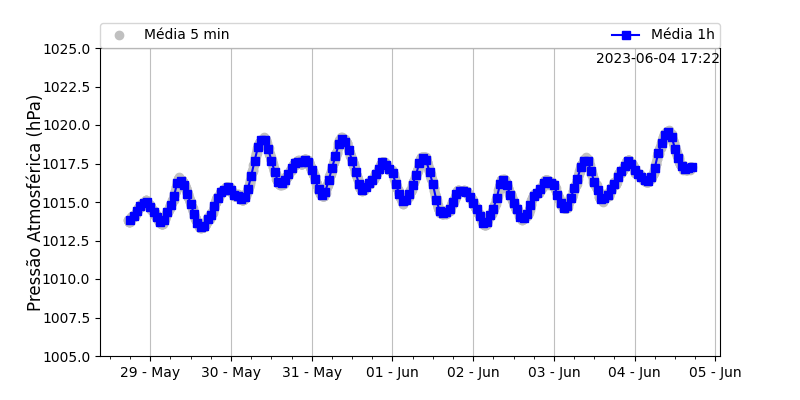 Média 5 min
Média 1h
2023-06-04 17:22
Pressão Atmosférica (hPa)
1025.0
1022.5
1020.0
1017.5
1015.0
1012.5
1010.0
1007.5
1005.0
29 - May
30 - May
31 - May
01 - Jun
02 - Jun
03 - Jun
04 - Jun
05 - Jun